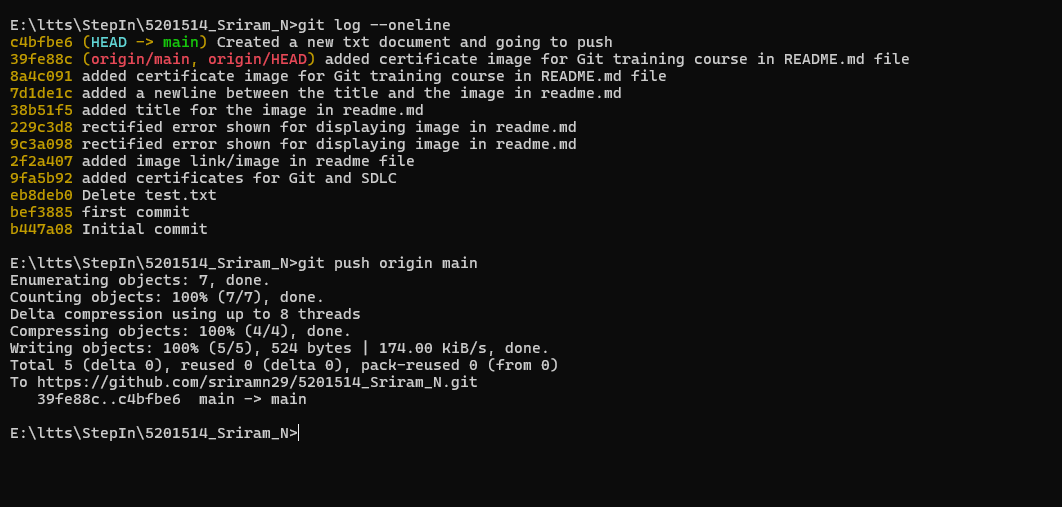 E:\ltts\StepIn\5201514_Sriram_N>git log --oneline
c4bfbe6 (HEAD -> main) Created a new txt document and going to push
39fe88c (origin/main, origin/HEAD) added certificate image for Git training course in README.md file
8a4c091 added certificate image for Git training course in README.md file
7d1de1c added a newline between the title and the image in readme.md
38b51f5 added title for the image in readme.md
229c3d8 rectified error shown for displaying image in readme.md
9c3a098 rectified error shown for displaying image in readme.md
2f2a407 added image link/image in readme file
9fa5b92 added certificates for Git and SDLC
eb8deb0 Delete test.txt
bef3885 first commit
b447a08 Initial commit
E:\ltts\StepIn\5201514_Sriram_N>git push origin main
Enumerating objects: 7, done.
Counting objects: 100% (7/7), done.
Delta compression using up to 8 threads
Compressing objects: 100% (4/4), done.
Writing objects: 100% (5/5), 524 bytes | 174.00 KiB/s, done.
Total 5 (delta 0), reused 0 (delta 0), pack-reused 0 (from 0)
To https://github.com/sriramn29/5201514_Sriram_N.git
   39fe88c..c4bfbe6  main -> main
E:\ltts\StepIn\5201514_Sriram_N>